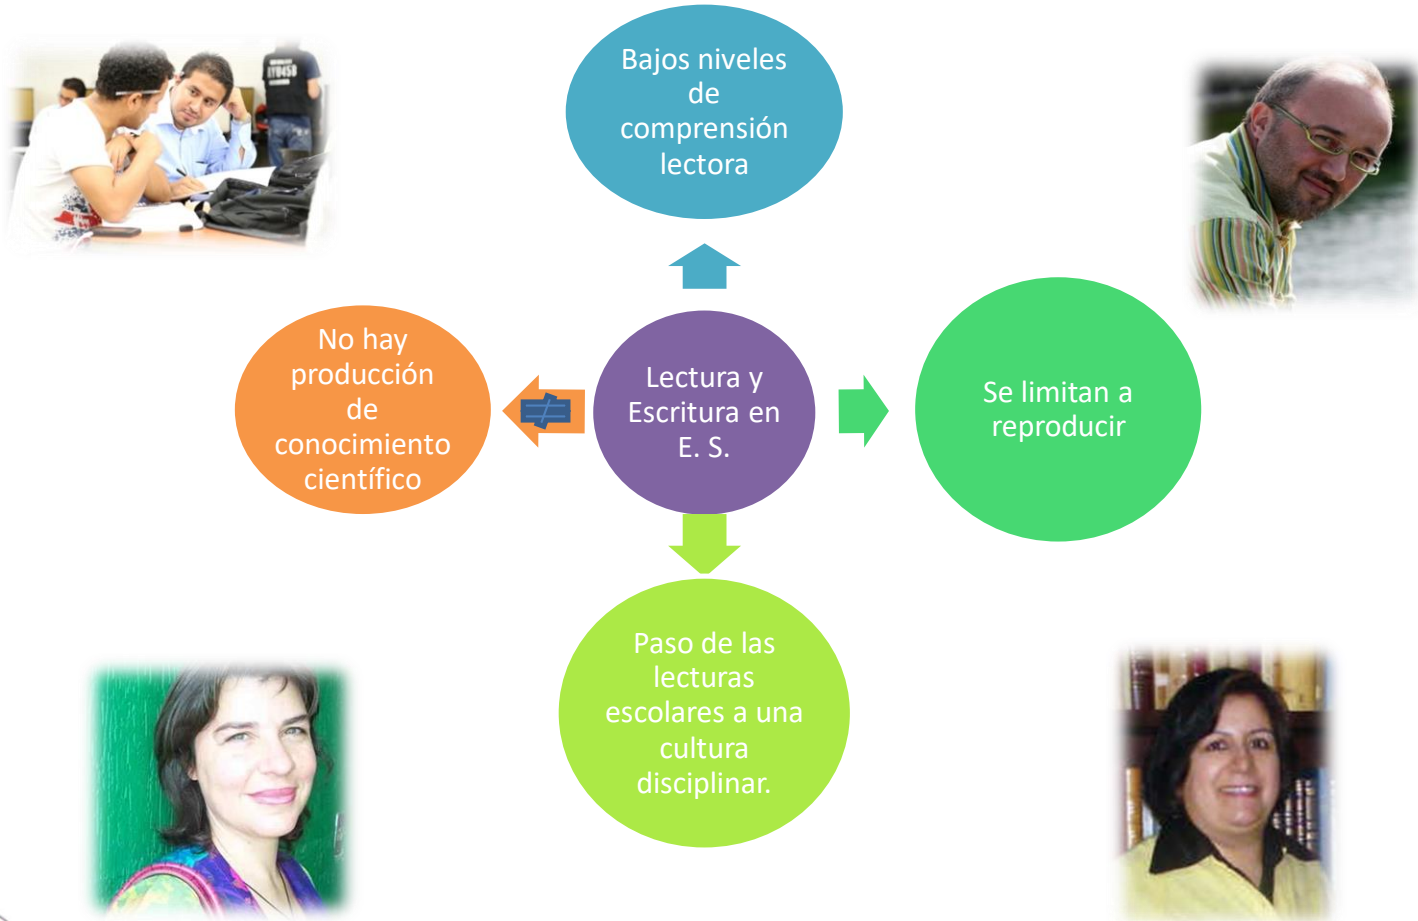 Bajos niveles
de
comprensión
lectora
No hay
producción
de
conocimiento
científico
Lectura y
Escritura en
E. S.
Se limitan a
reproducir
Paso de las
lecturas
escolares a una
cultura
disciplinar.